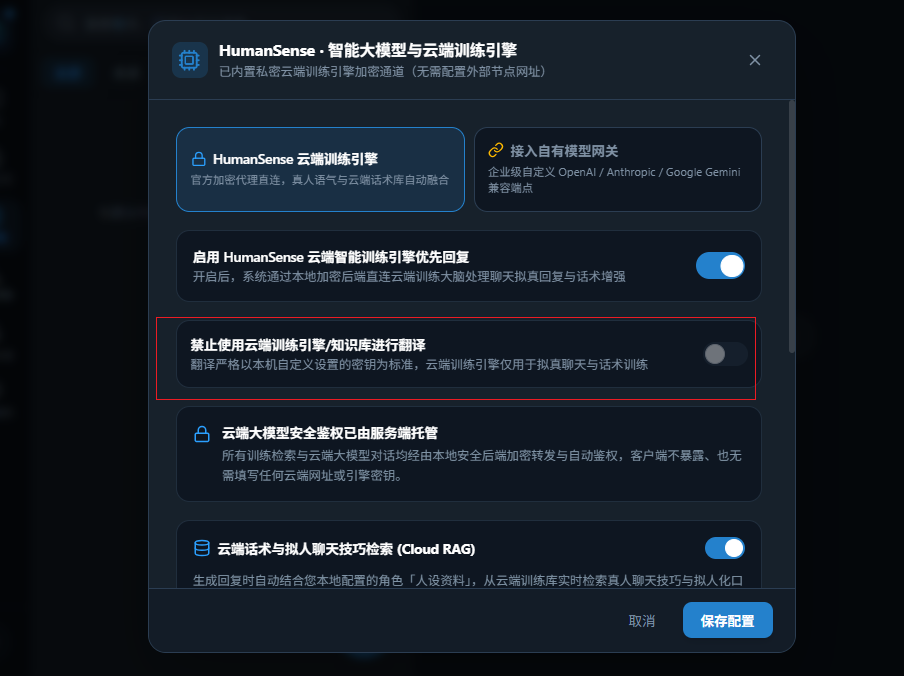 HumanSense · 智能大模型与云端训练引擎
已内置私密云端训练引擎加密通道（无需配置外部节点网址）
HumanSense 云端训练引擎
官方加密代理直连，真人语气与云端话术库自动融合
接入自有模型网关
企业级自定义 OpenAI / Anthropic / Google Gemini
兼容端点
启用 HumanSense 云端智能训练引擎优先回复
开启后，系统通过本地加密后端直连云端训练大脑处理聊天拟真回复与话术增强
禁止使用云端训练引擎/知识库进行翻译
翻译严格以本机自定义设置的密钥为标准，云端训练引擎仅用于拟真聊天与话术训练
云端大模型安全鉴权已由服务端托管
所有训练检索与云端大模型对话均经由本地安全后端加密转发与自动鉴权，客户端不暴露、也无
需填写任何云端网址或引擎密钥。
云端话术与拟人聊天技巧检索 (Cloud RAG)
生成回复时自动结合您本地配置的角色「人设资料」，从云端训练库实时检索真人聊天技巧与拟人化口
取消
保存配置